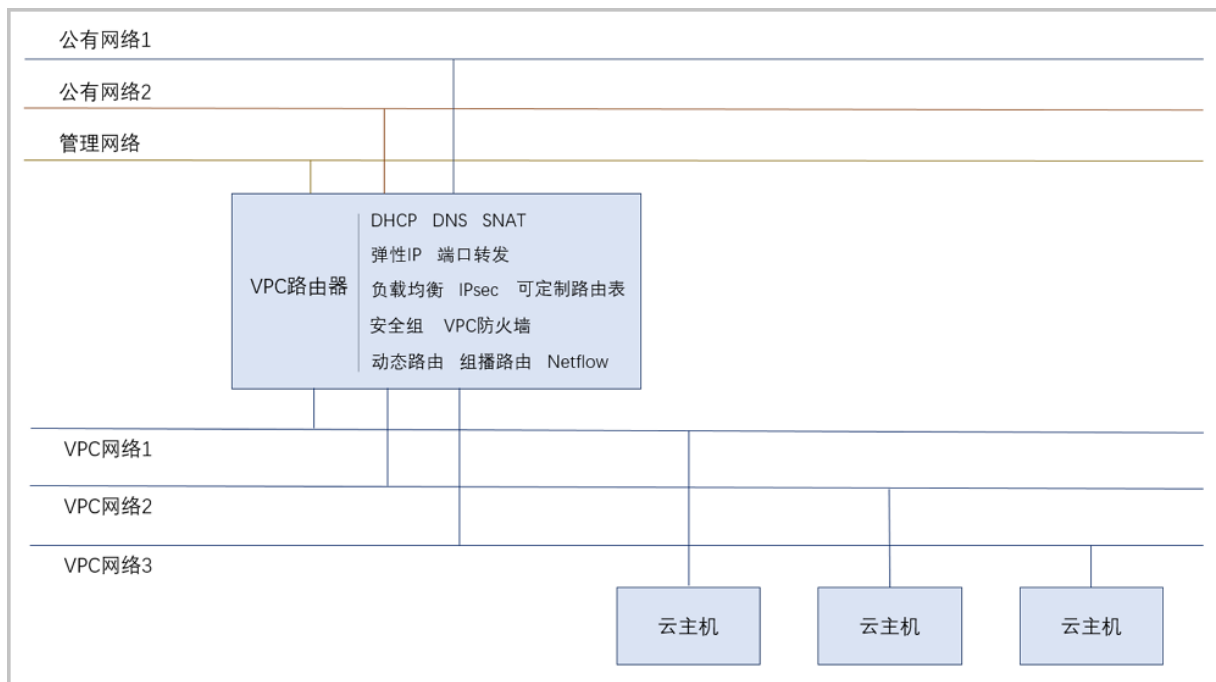 公有网络1
公有网络2
管理网络
VPC路由器
DHCP DNS SNAT
弹性IP 端口转发
负载均衡 IPsec 可定制路由表
安全组 VPC防火墙
动态路由 组播路由 Netflow
VPC网络1
VPC网络2
VPC网络3
云主机 云主机 云主机